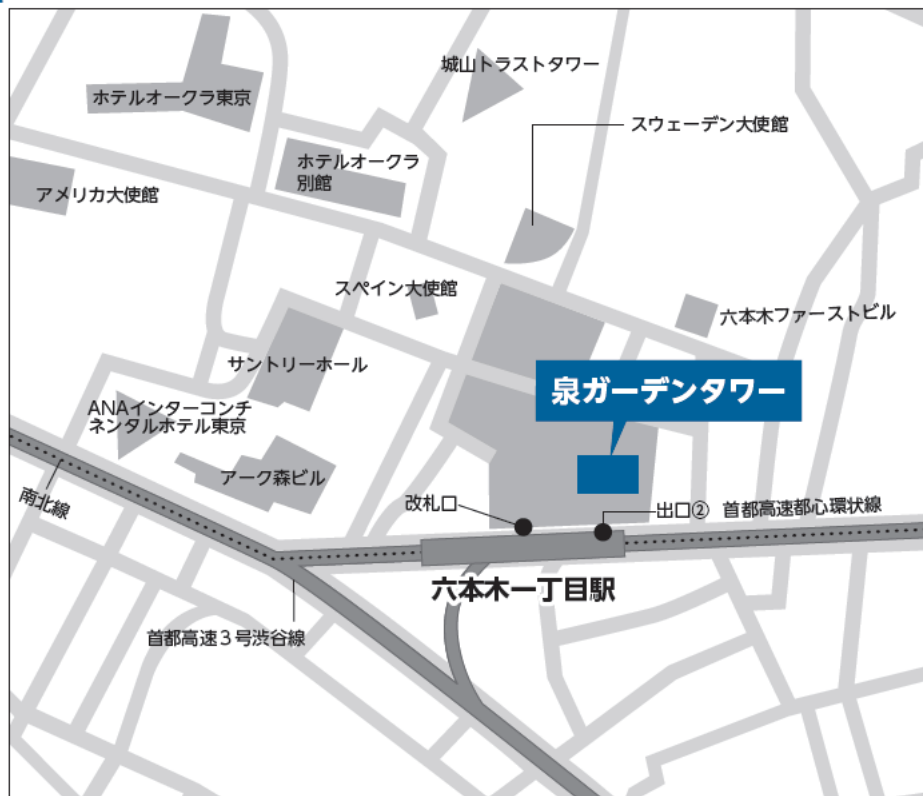 城山トラストタワー
ホテルオークラ東京
スウェーデン大使館
ホテルオークラ
別館
アメリカ大使館
スペイン大使館
六本木ファーストビル
サントリーホール
泉ガーデンタワー
ANAインターコンチ
ネンタルホテル東京
アーク森ビル
南北線
改札口
出口②
首都高速都心環状線
六本木一丁目駅
首都高速3号渋谷線